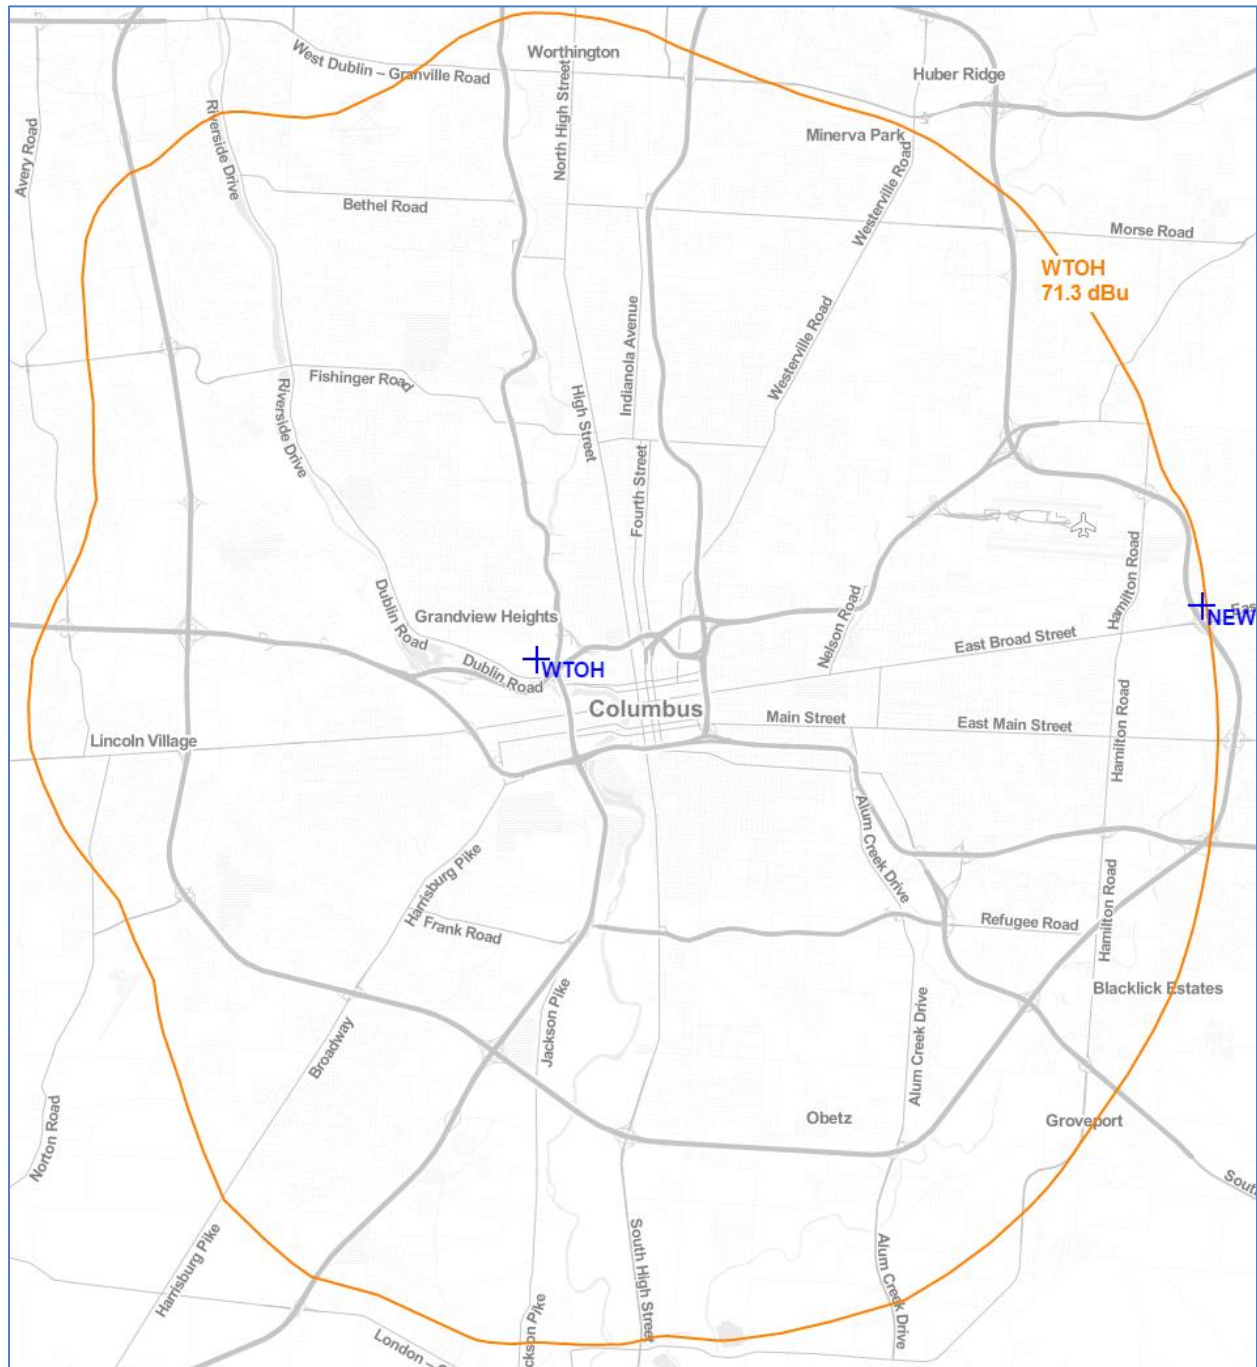 Worthington
West Dublin – Granville Road
Huber Ridge
North High Street
Riverside Drive
Avery Road
Minerva Park
Westerville Road
Bethel Road
Morse Road
WTOH
71.3 dBu
Indianola Avenue
Westerville Road
Fishinger Road
High Street
Riverside Drive
Fourth Street
Hamilton Road
Dublin Road
Grandview Heights
Nelson Road
NEW
East Broad Street
WTOH
Dublin Road
Columbus
Main Street
East Main Street
Hamilton Road
Lincoln Village
Alum Creek Drive
Harrisburg Pike
Frank Road
Refugee Road
Hamilton Road
Blacklick Estates
Jackson Pike
Broadway
Alum Creek Drive
Obetz
Groveport
Norton Road
South High Street
Harrisburg Pike
Alum Creek Drive
London –